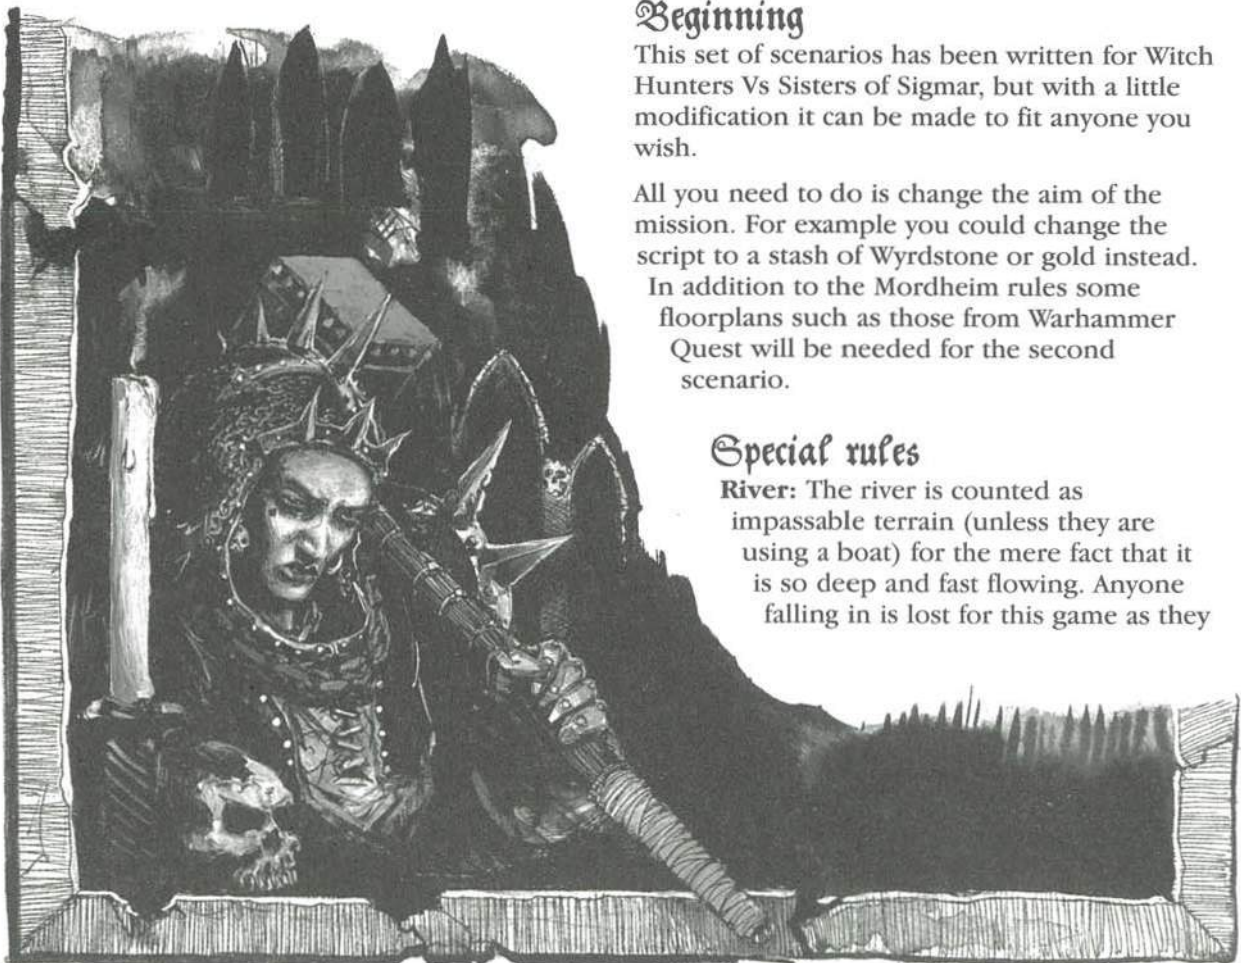 Beginning
This set of scenarios has been written for Witch
Hunters Vs Sisters of Sigmar, but with a little
modification it can be made to fit anyone you
wish.
All you need to do is change the aim of the
mission. For example you could change the
script to a stash of Wyrdstone or gold instead.
In addition to the Mordheim rules some
floorplans such as those from Warhammer
Quest will be needed for the second
scenario.
Special rules
River: The river is counted as
impassable terrain (unless they are
using a boat) for the mere fact that it
is so deep and fast flowing. Anyone
falling in is lost for this game as they